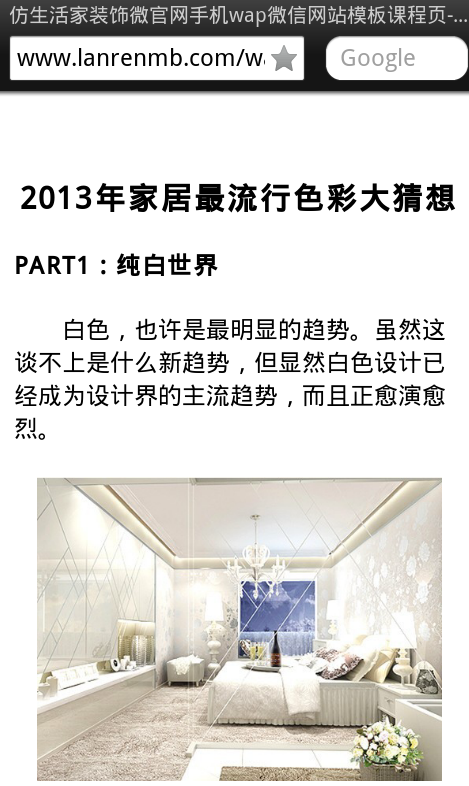 仿生活家装饰微官网手机wap微信网站模板课程页-...
www.lanrenmb.com/wa
Google
2013年家居最流行色彩大猜想
PART1：纯白世界
白色，也许是最明显的趋势。虽然这
谈不上是什么新趋势，但显然白色设计已
经成为设计界的主流趋势，而且正愈演愈
烈。